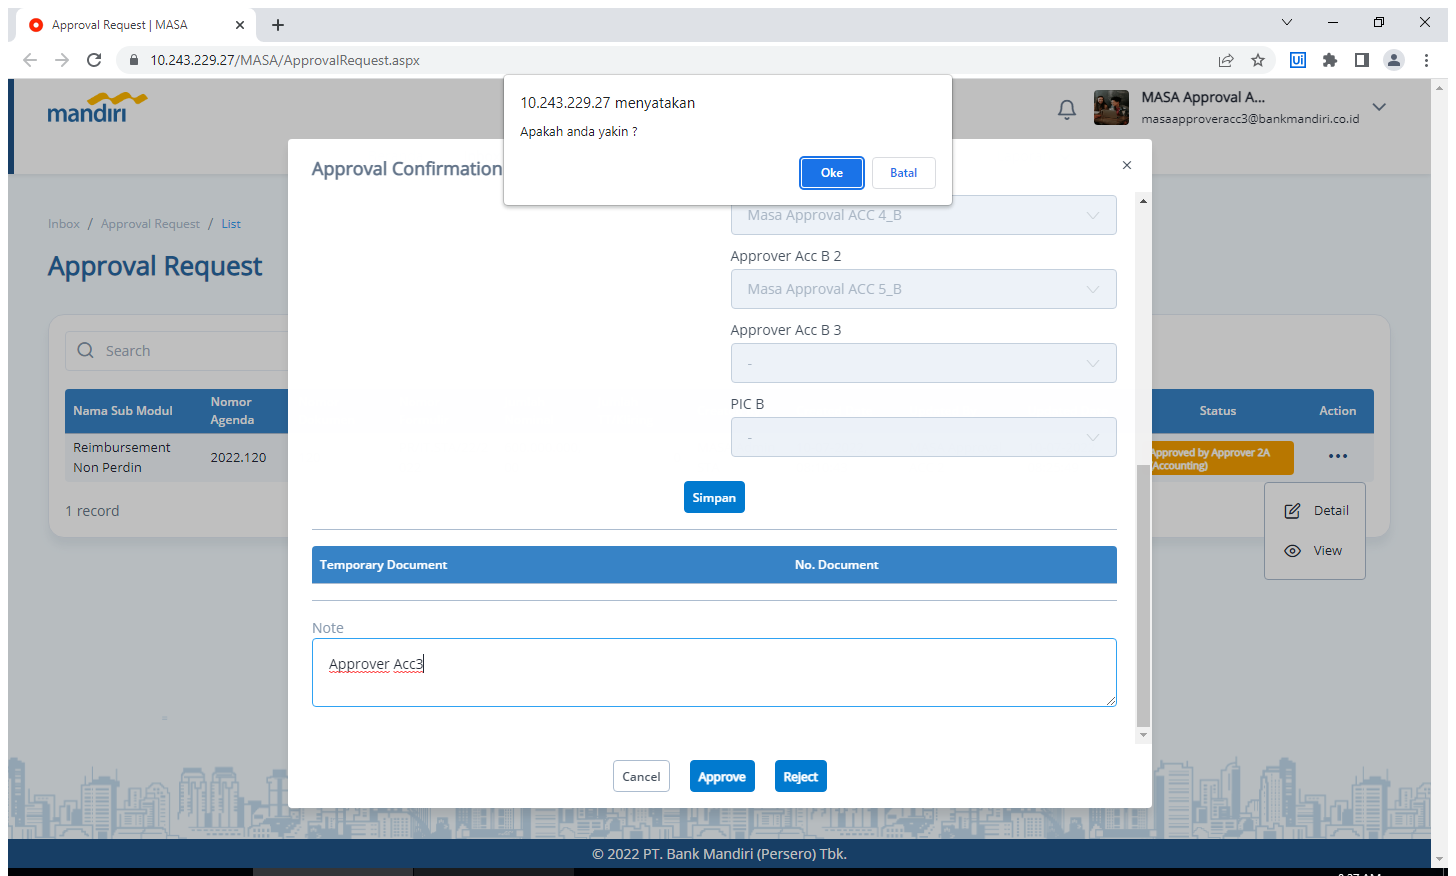 Approval Request | MASA
10.243.229.27/MASA/ApprovalRequest.aspx
Ui
10.243.229.27 menyatakan
Apakah anda yakin ?
Oke
Batal
mandiri
MASA Approval A...
masaapproveracc3@bankmandiri.co.id
Approval Confirmation
Inbox / Approval Request / List
Approval Request
Search
Nama Sub Modul
Nomor
Agenda
Status
Action
Reimbursement
Non Perdin
2022.120
Approved by Approver 2A
(Accounting)
1 record
Detail
View
Masa Approval ACC 4_B
Approver Acc B 2
Masa Approval ACC 5_B
Approver Acc B 3
-
PIC B
-
Simpan
Temporary Document
No. Document
Note
Approver Acc3
Cancel
Approve
Reject
© 2022 PT. Bank Mandiri (Persero) Tbk.